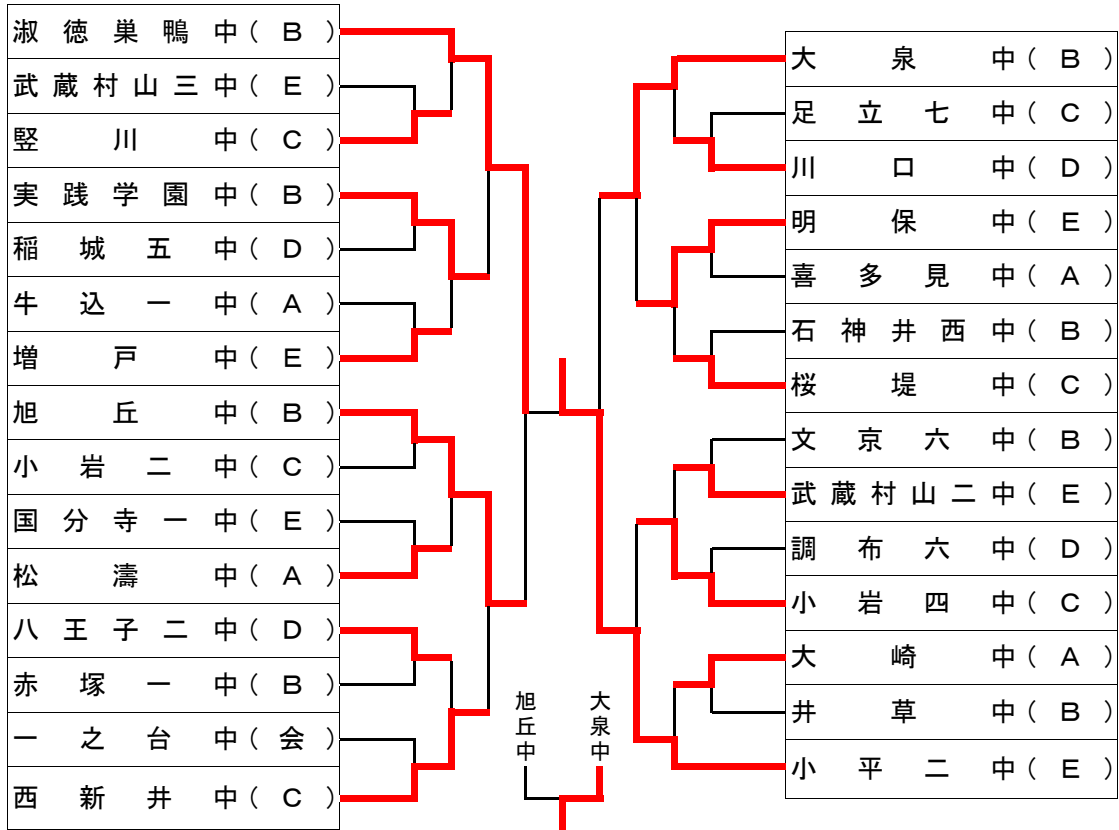 淑徳巣鴨中(B)
武蔵村山三中(E)
竪川中(C)
実践学園中(B)
稲城五中(D)
牛込一中(A)
増戸中(E)
旭丘中(B)
小岩二中(C)
国分寺一中(E)
松濤中(A)
八王子二中(D)
赤塚一中(B)
一之台中(会)
西新井中(C)
旭丘中
大泉中
大泉中(B)
足立七中(C)
川口中(D)
明保中(E)
喜多見中(A)
石神井西中(B)
桜堤中(C)
文京六中(B)
武蔵村山二中(E)
調布六中(D)
小岩四中(C)
大崎中(A)
井草中(B)
小平二中(E)